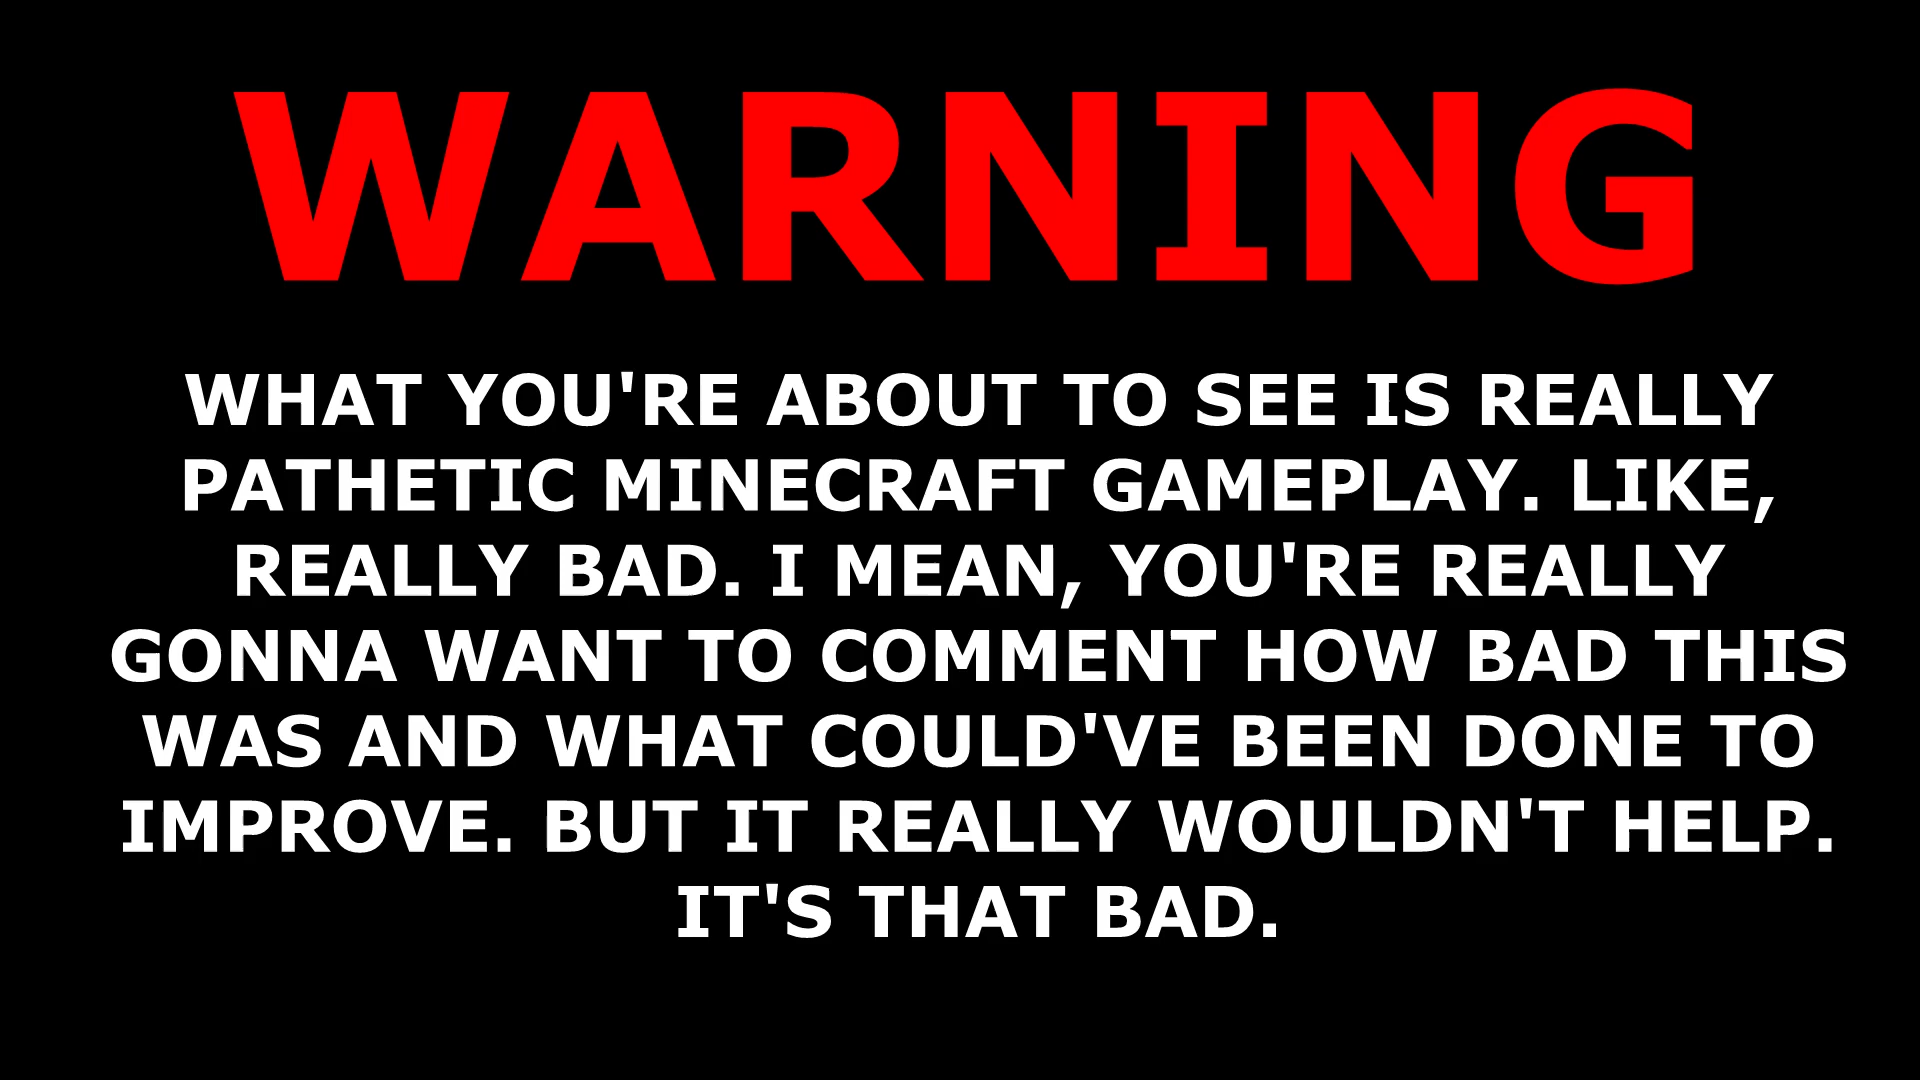 WARNING
WHAT YOU'RE ABOUT TO SEE IS REALLY
PATHETIC MINECRAFT GAMEPLAY. LIKE,
REALLY BAD. I MEAN, YOU'RE REALLY
GONNA WANT TO COMMENT HOW BAD THIS
WAS AND WHAT COULD'VE BEEN DONE TO
IMPROVE. BUT IT REALLY WOULDN'T HELP.
IT'S THAT BAD.